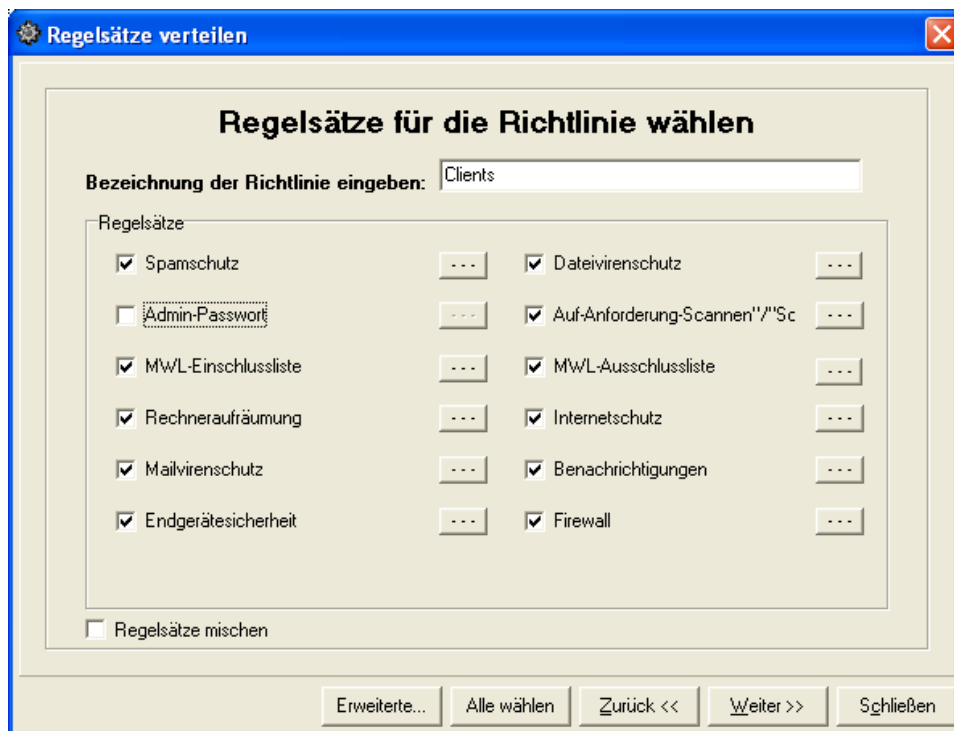 Regelsätze verteilen
Regelsätze für die Richtlinie wählen
Bezeichnung der Richtlinie eingeben: Clients
Regelsätze
Spamschutz --- Dateivirenschutz ---
Admin-Passwort --- Auf-Anforderung-Scannen"/"Sc ---
MWL-Einschlussliste --- MWL-Ausschlussliste ---
Rechneraufräumung --- Internetschutz ---
Mailvirenschutz --- Benachrichtigungen ---
Endgerätesicherheit --- Firewall ---
Regelsätze mischen
Erweiterte... Alle wählen Zurück << Weiter >> Schließen